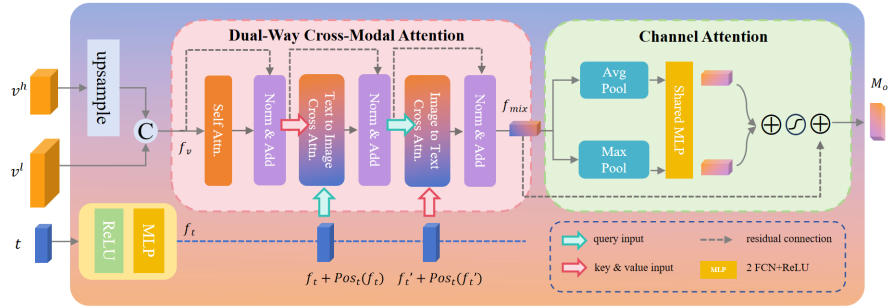 Dual-Way Cross-Modal Attention
Channel Attention
v^h
upsample
v^l
C
f_v
Self Attn.
Norm & Add
Text to Image
Cross Attn.
Norm & Add
Image to Text
Cross Attn.
Norm & Add
f_mix
Avg
Pool
Max
Pool
Shared MLP
M_o
t
ReLU
MLP
f_t
f_t + Pos_t(f_t)
f_t' + Pos_t(f_t')
query input
residual connection
key & value input
MLP
2 FCN+ReLU